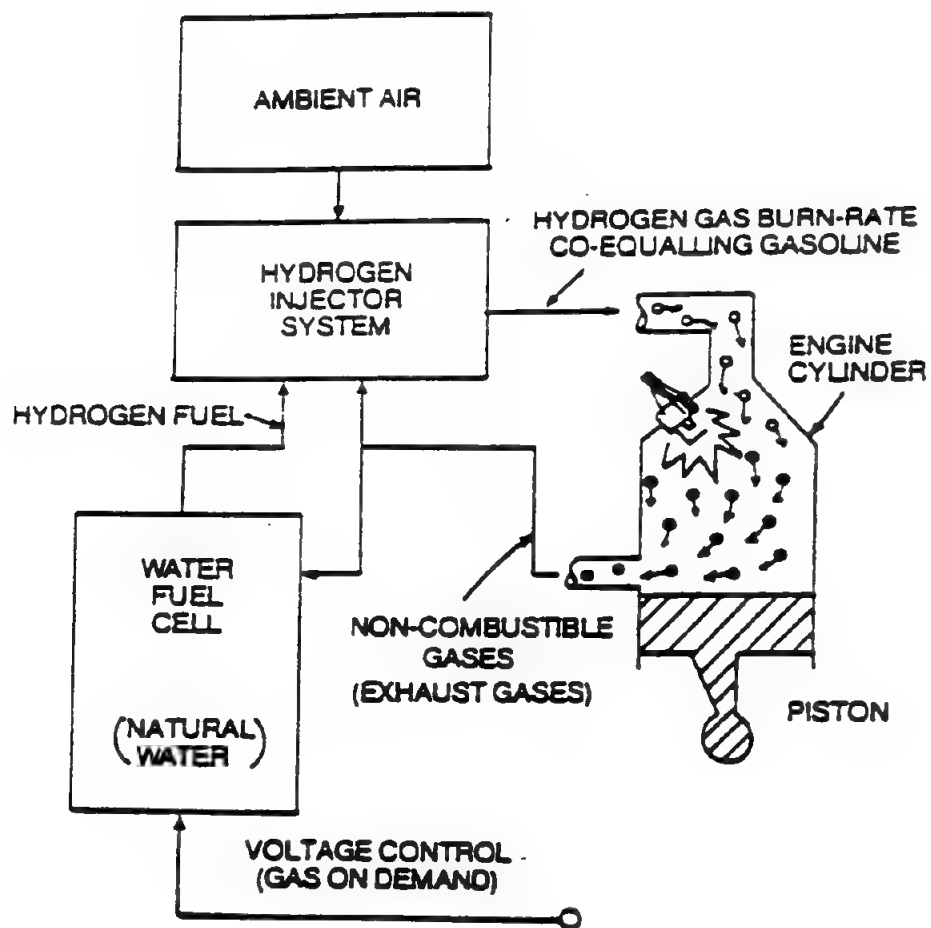 AMBIENT AIR
HYDROGEN GAS BURN-RATE
CO-EQUALLING GASOLINE
HYDROGEN
INJECTOR
SYSTEM
ENGINE
CYLINDER
HYDROGEN FUEL
WATER
FUEL
CELL
(NATURAL
WATER)
NON-COMBUSTIBLE
GASES
(EXHAUST GASES)
PISTON
VOLTAGE CONTROL
(GAS ON DEMAND)